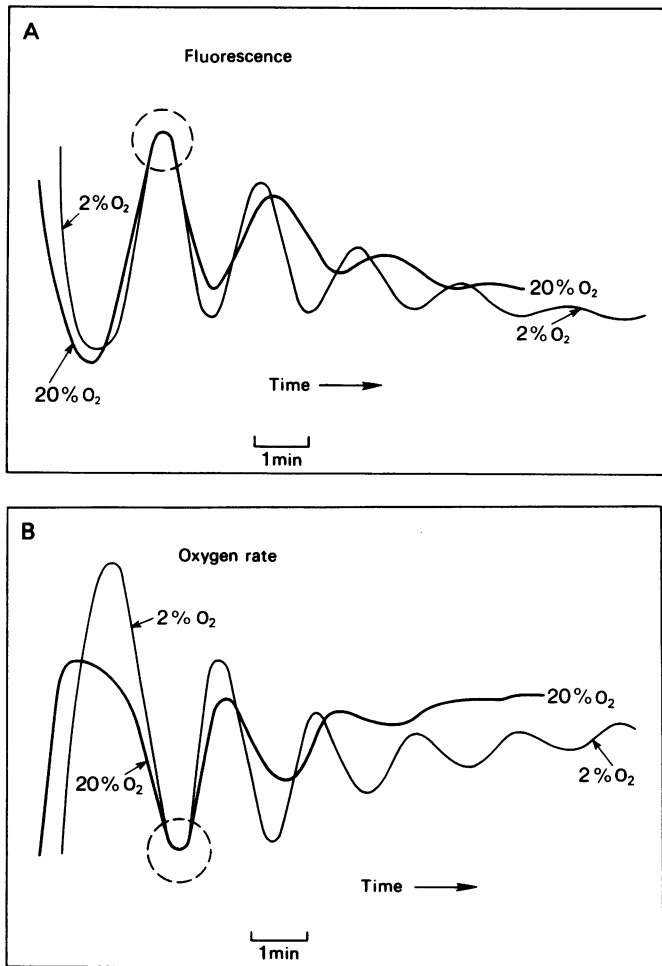 A
Fluorescence
2% O₂
20% O₂
20% O₂
2% O₂
Time
1min
B
Oxygen rate
2% O₂
20% O₂
20% O₂
2% O₂
Time
1min